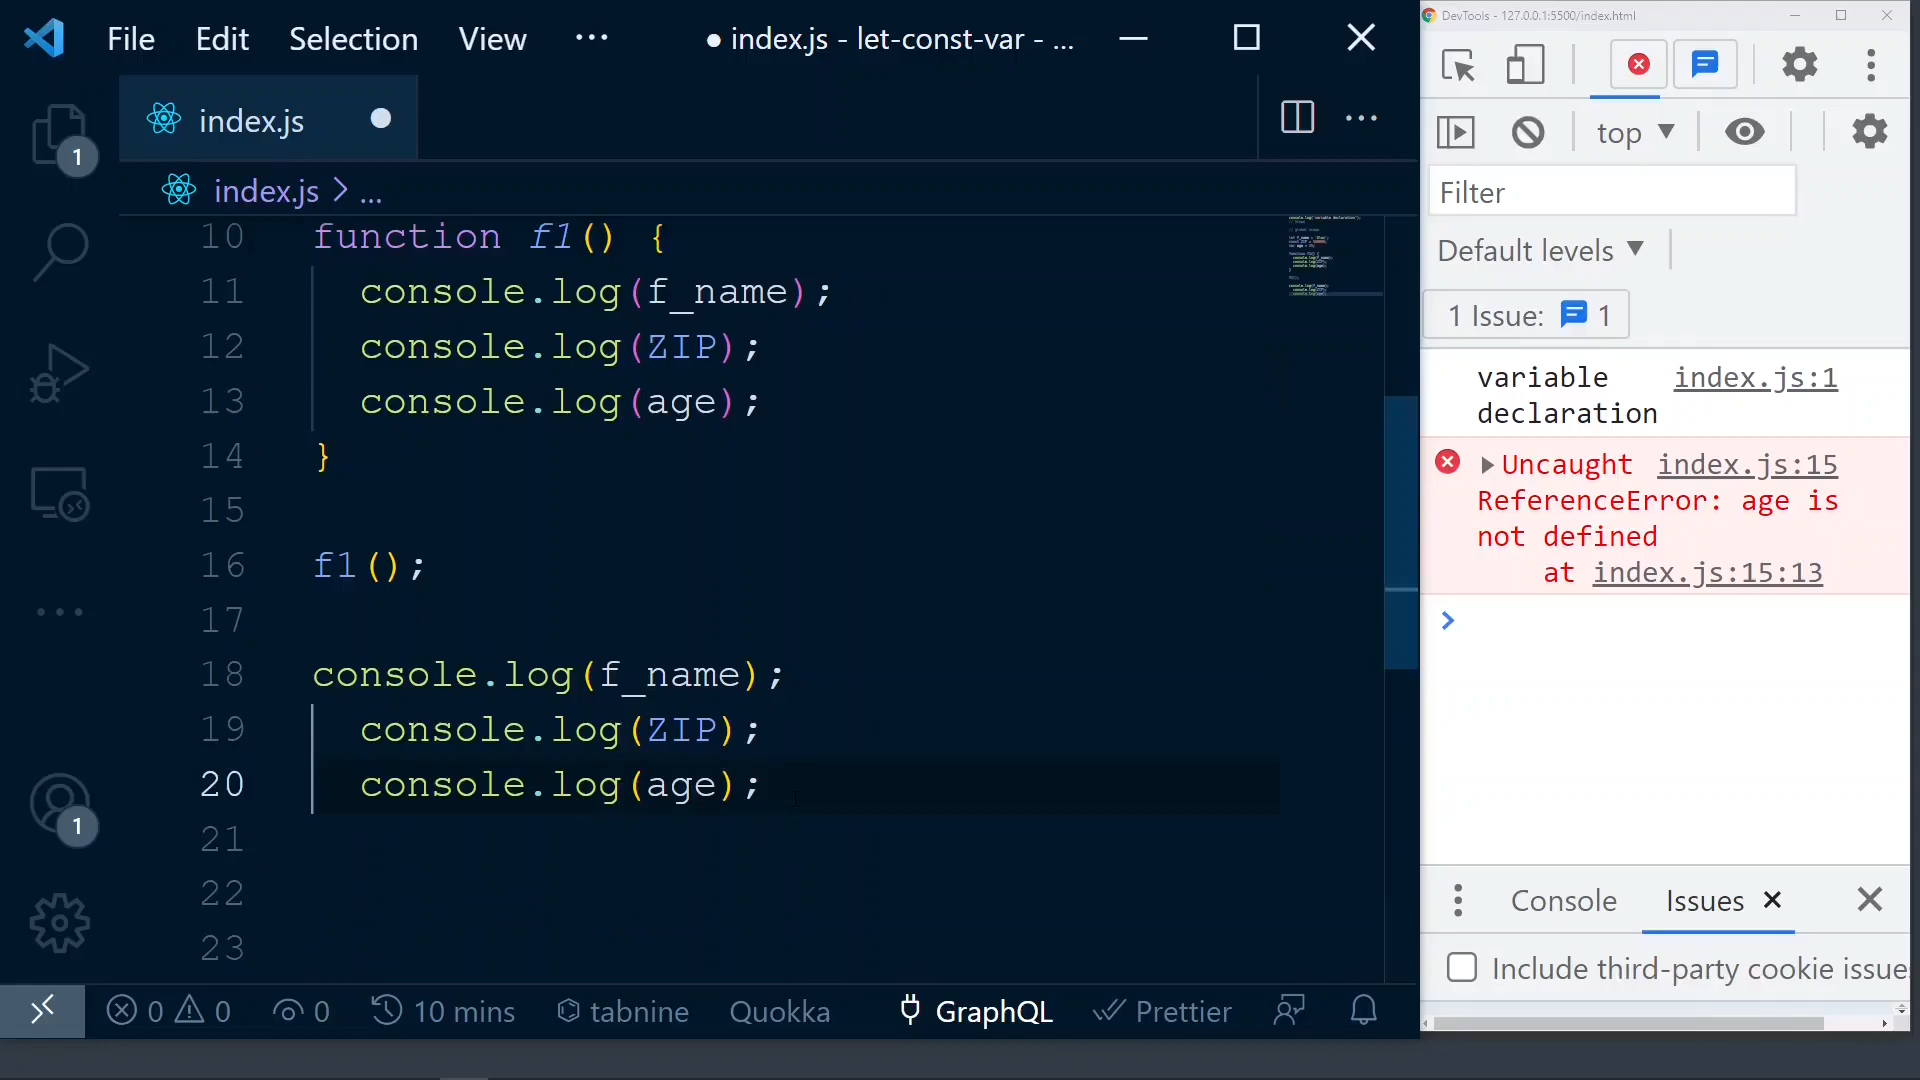 File Edit Selection View ··· ● index.js - let-const-var - ...
index.js
index.js > ...
10 function f1() {
11 console.log(f_name);
12 console.log(ZIP);
13 console.log(age);
14 }
15
16 f1();
17
18 console.log(f_name);
19 console.log(ZIP);
20 console.log(age);
21
22
23
1
1
0 0 0 10 mins tabnine Quokka GraphQL Prettier
DevTools - 127.0.0.1:5500/index.html
top
Filter
Default levels
1 Issue: 1
variable index.js:1
declaration
Uncaught index.js:15
ReferenceError: age is
not defined
at index.js:15:13
Console Issues
Include third-party cookie issue